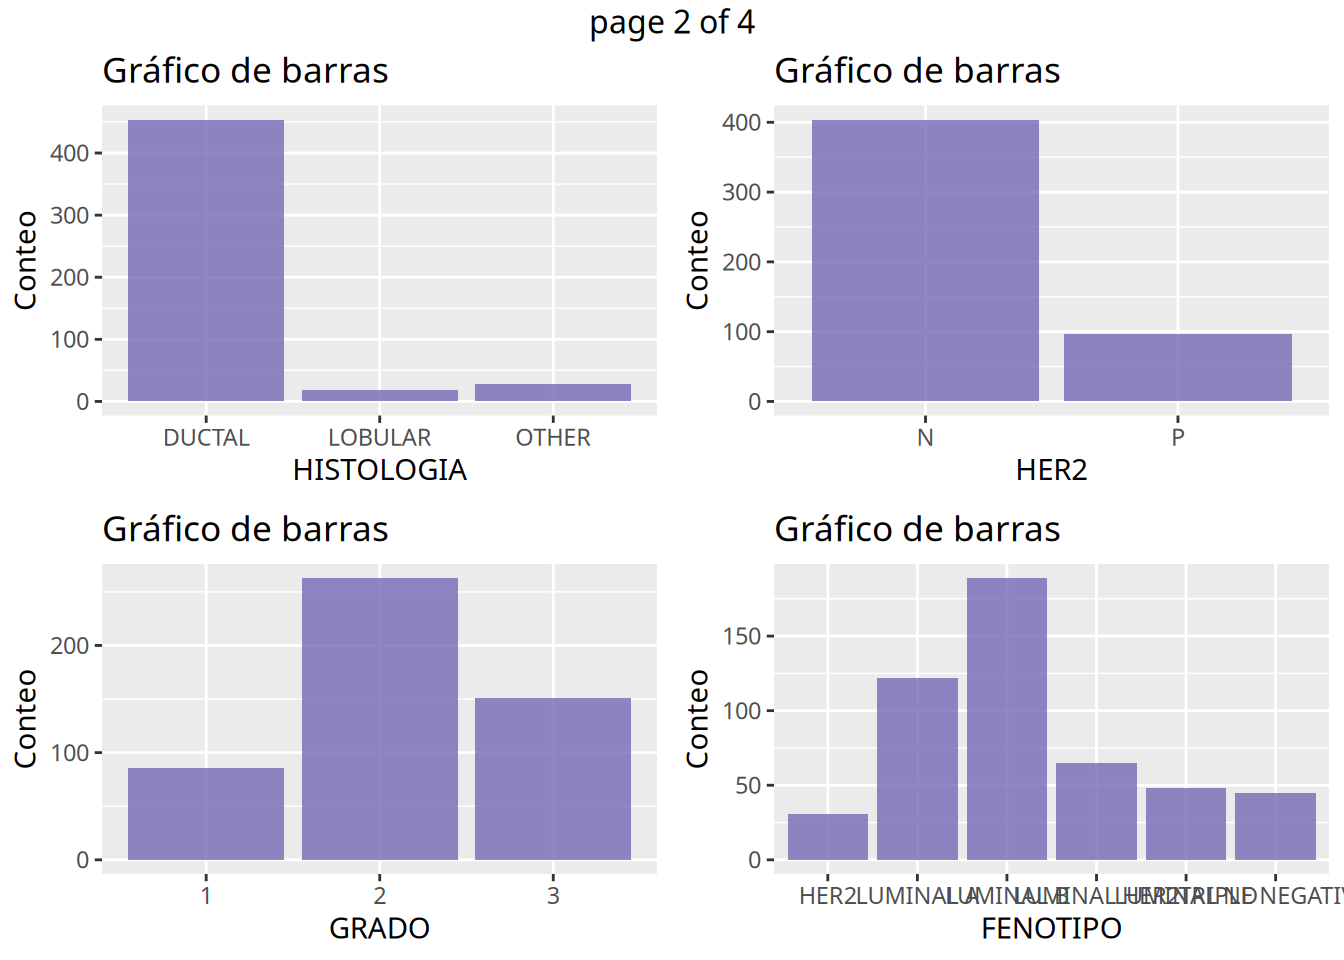 page 2 of 4
Gráfico de barras
Conteo
400
300
200
100
0
DUCTAL LOBULAR OTHER
HISTOLOGIA
Gráfico de barras
Conteo
400
300
200
100
0
N P
HER2
Gráfico de barras
Conteo
200
100
0
1 2 3
GRADO
Gráfico de barras
Conteo
150
100
50
0
HER2 LUMINAL A
FENOTIPO